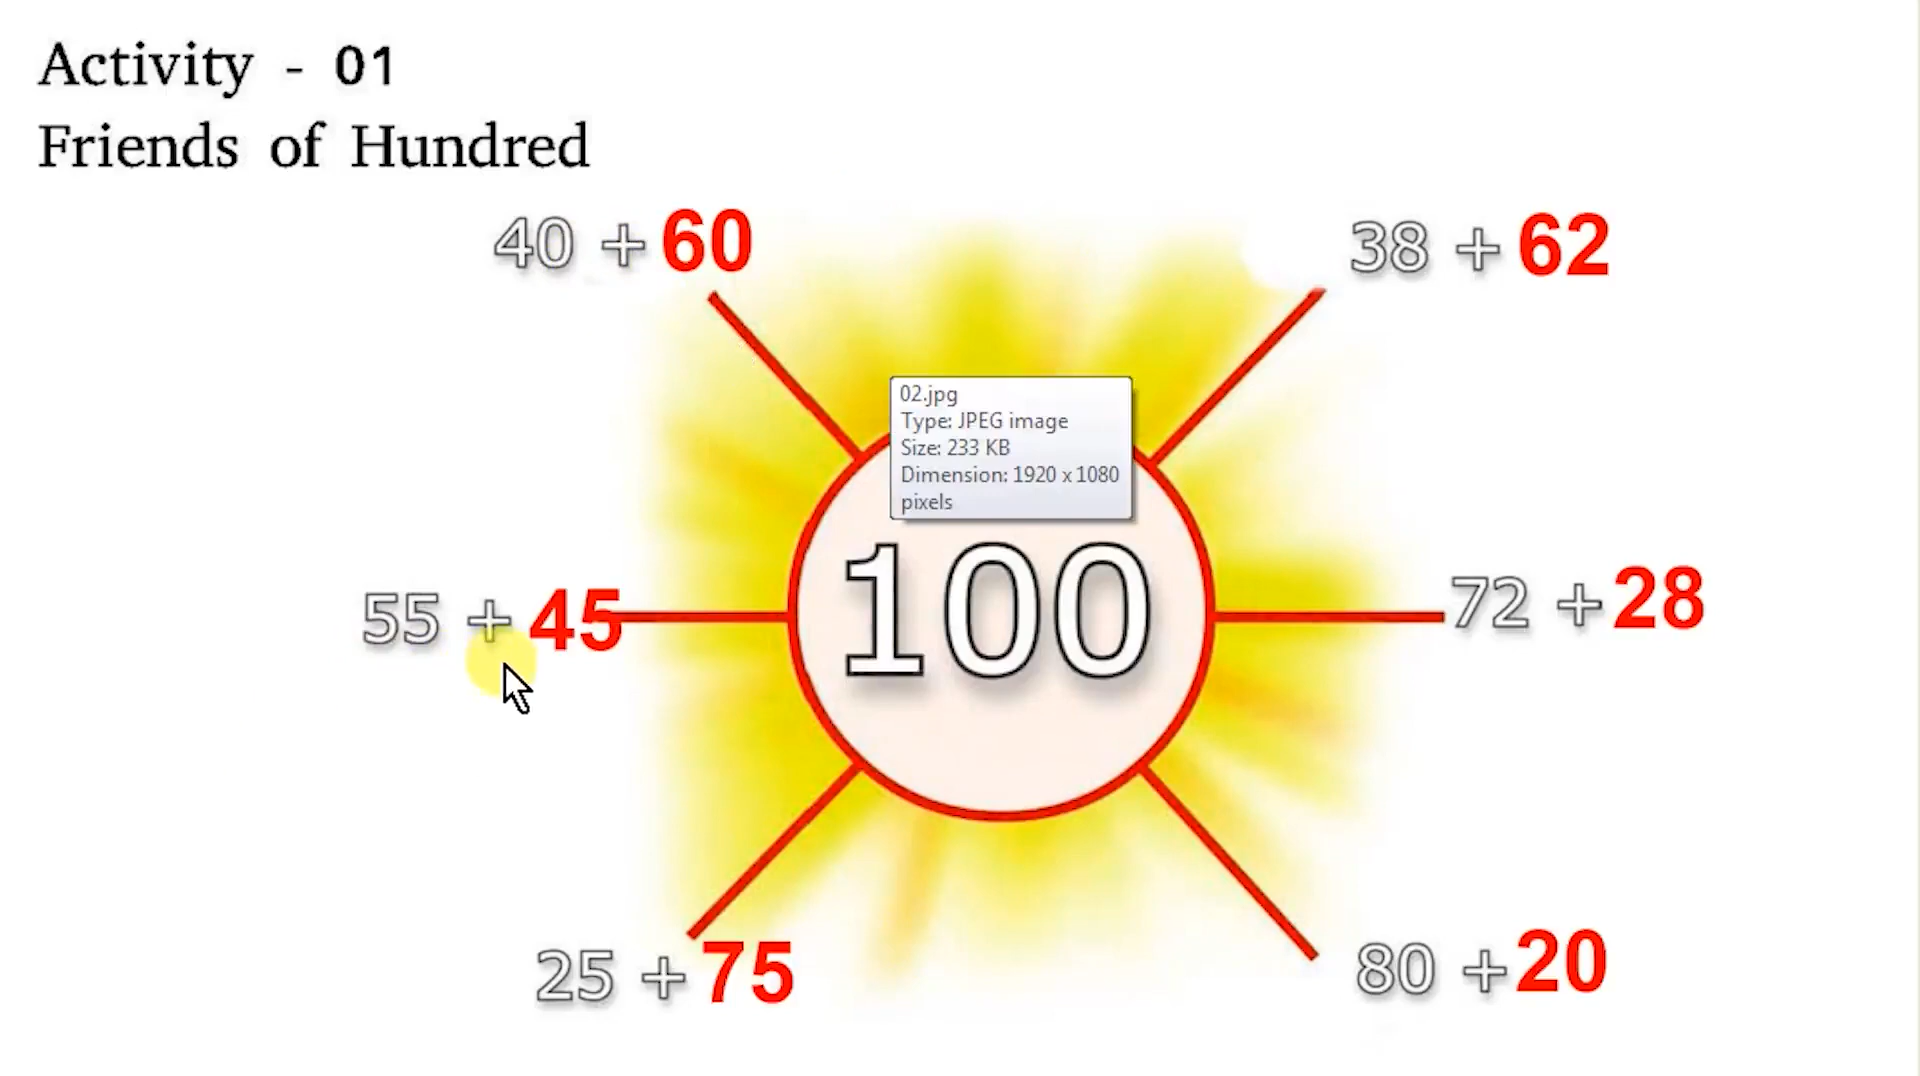 Activity - 01
Friends of Hundred
40 + 60
38 + 62
02.jpg
Type: JPEG image
Size: 233 KB
Dimension: 1920 x 1080
pixels
100
55 + 45
72 + 28
25 + 75
80 + 20